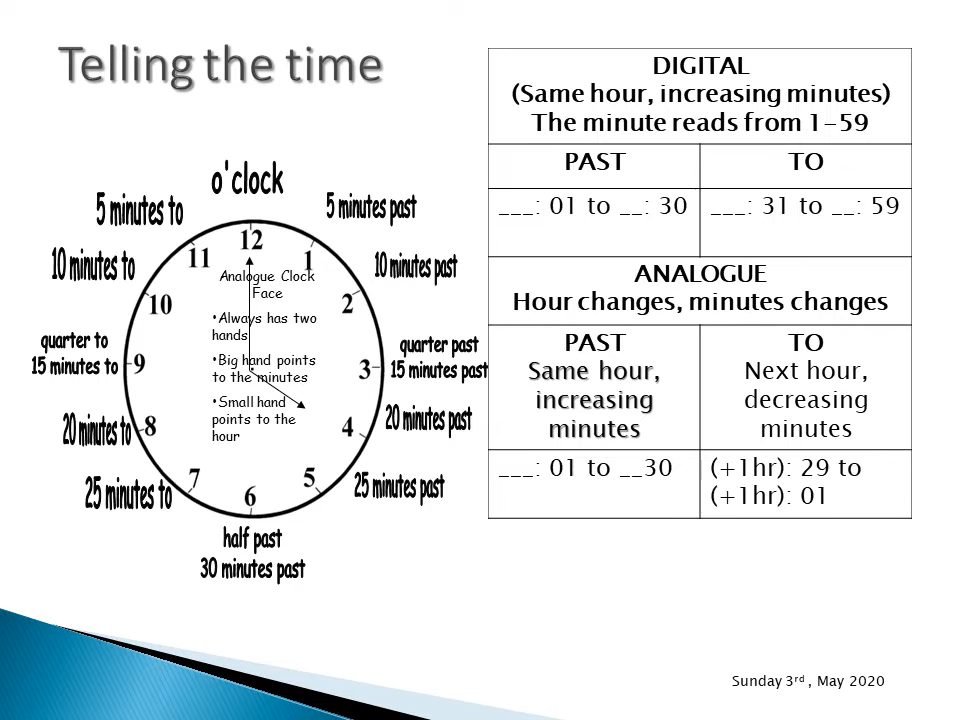 Telling the time
o'clock
5 minutes to
5 minutes past
10 minutes to
10 minutes past
quarter to
15 minutes to
quarter past
15 minutes past
20 minutes to
20 minutes past
25 minutes to
25 minutes past
half past
30 minutes past
12
1
2
3
4
5
6
7
8
9
10
11
Analogue Clock
Face
•Always has two
hands
•Big hand points
to the minutes
•Small hand
points to the
hour
DIGITAL
(Same hour, increasing minutes)
The minute reads from 1-59
PAST
TO
___: 01 to __: 30
___: 31 to __: 59
ANALOGUE
Hour changes, minutes changes
PAST
Same hour,
increasing
minutes
TO
Next hour,
decreasing
minutes
___: 01 to __30
(+1hr): 29 to
(+1hr): 01
Sunday 3rd , May 2020